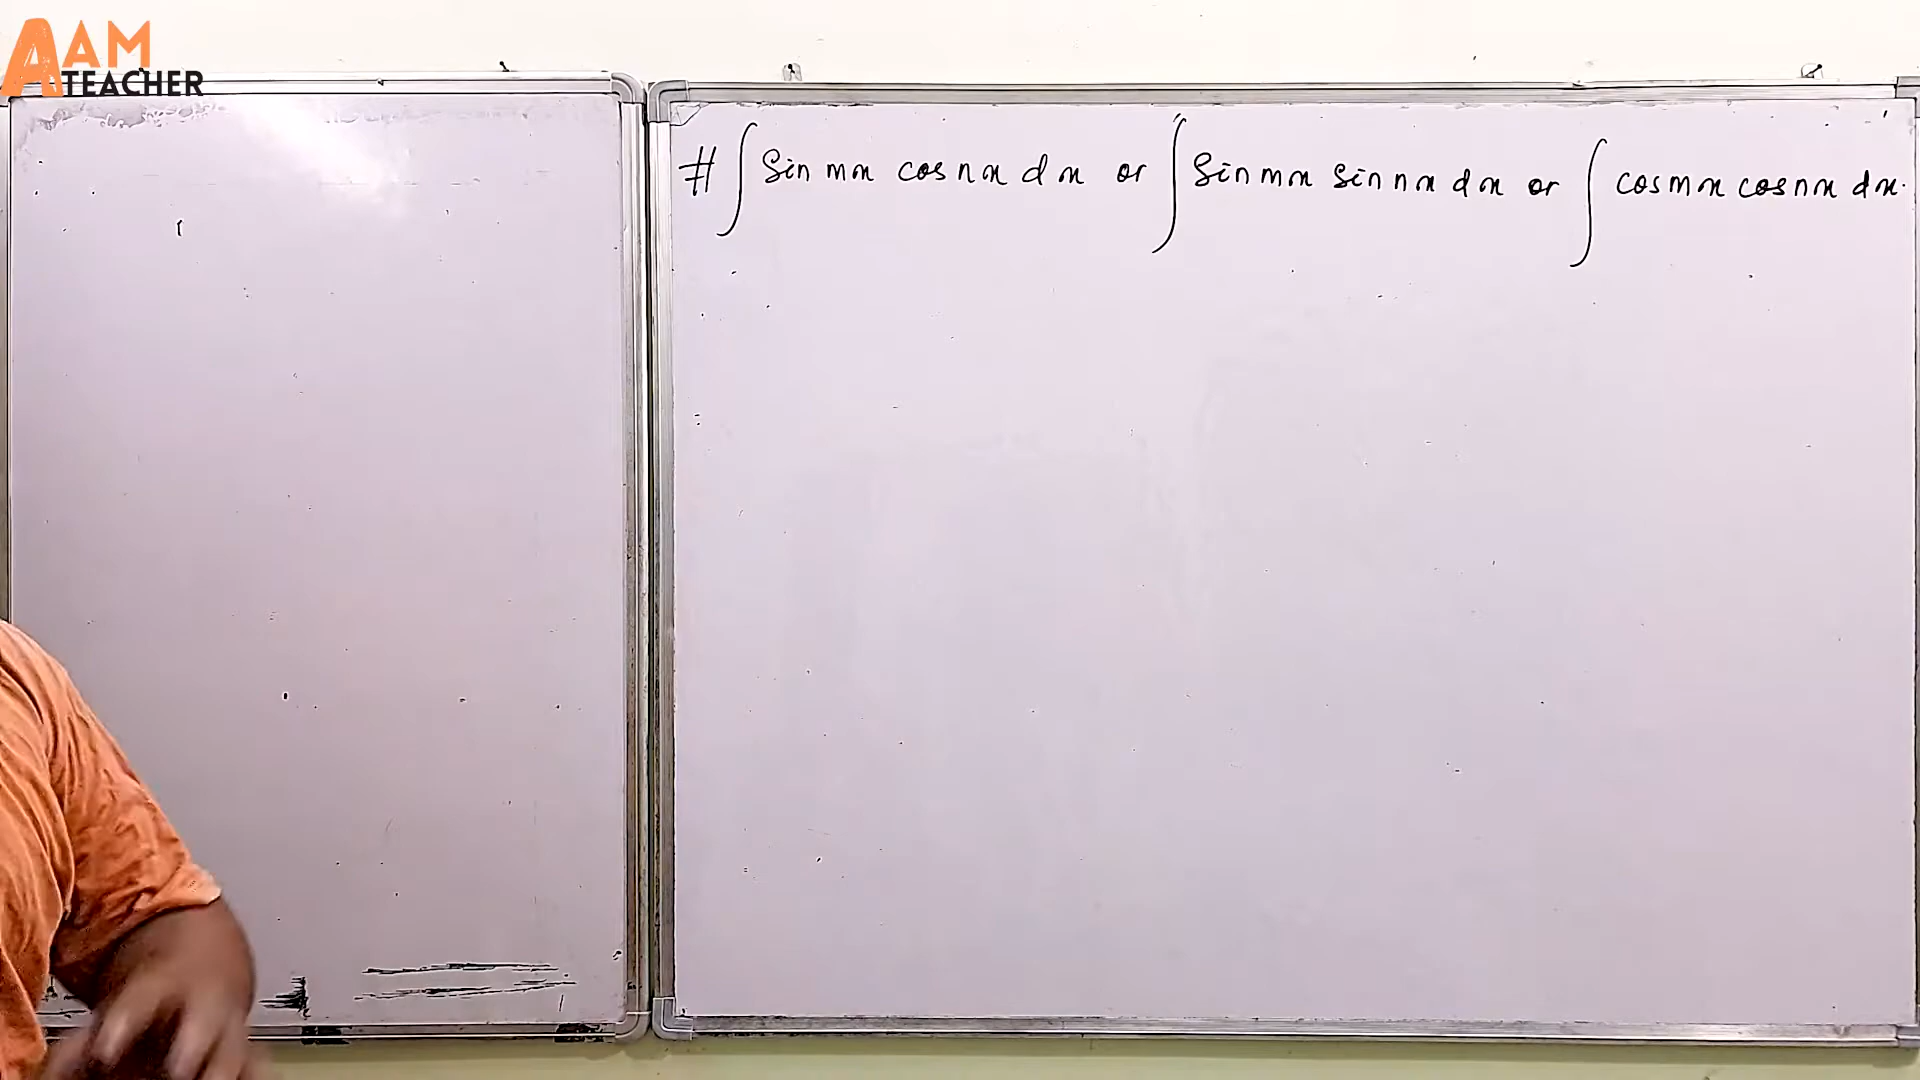 AAM
TEACHER
# ∫ Sin mx cos nx dx or ∫ Sin mx sin nx dx or ∫ cos mx cos nx dx.